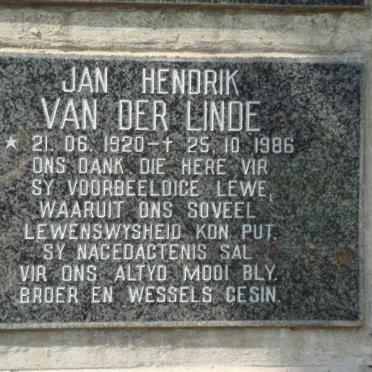 JAN HENDRIK
VAN DER LINDE
* 21. 06. 1920 - † 25. 10. 1986
ONS DANK DIE HERE VIR
SY VOORBEELDIGE LEWE,
WAARUIT ONS SOVEEL
LEWENSWYSHEID KON PUT,
SY NAGEDAGTENIS SAL
VIR ONS ALTYD MOOI BLY.
BROER EN WESSELS GESIN.